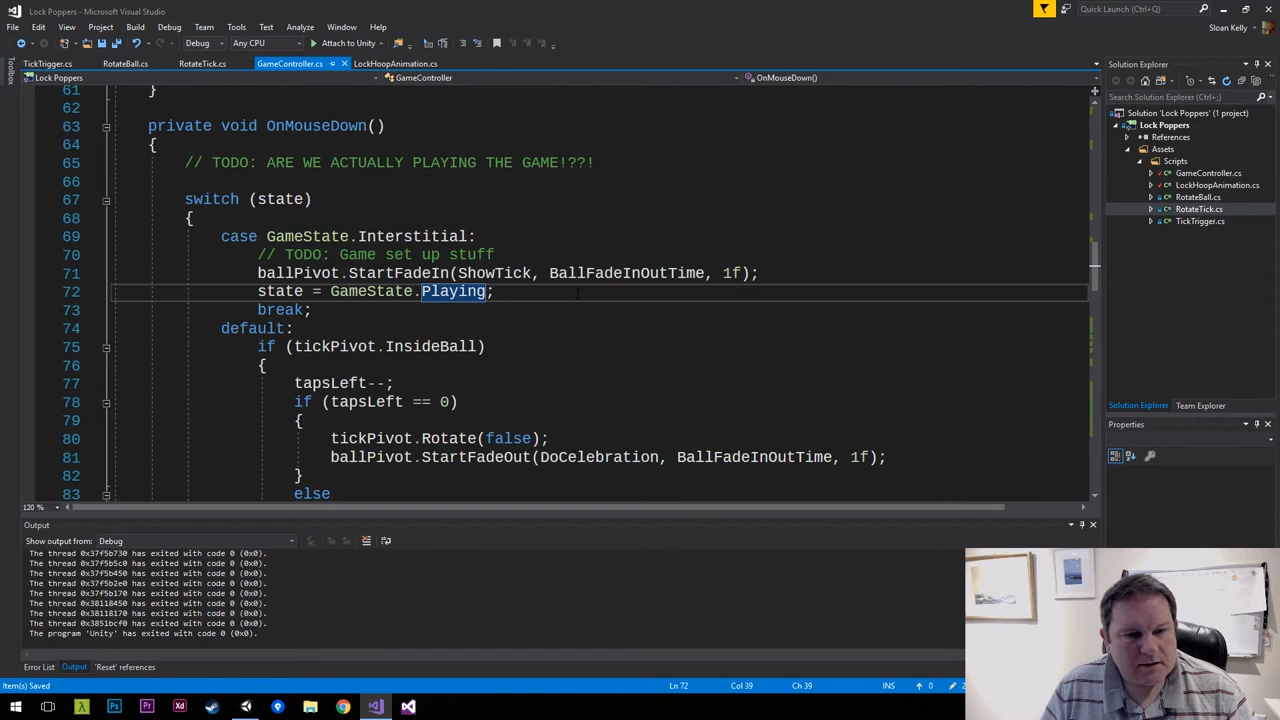 Lock Poppers - Microsoft Visual Studio
Quick Launch (Ctrl+Q)
File Edit View Project Build Debug Team Tools Test Analyze Window Help
Sloan Kelly
Debug Any CPU Attach to Unity
Toolbox
TickTrigger.cs RotateBall.cs RotateTick.cs GameController.cs LockHoopAnimation.cs
Lock Poppers GameController OnMouseDown()
61 }
62
63 private void OnMouseDown()
64 {
65 // TODO: ARE WE ACTUALLY PLAYING THE GAME!??!
66
67 switch (state)
68 {
69 case GameState.Interstitial:
70 // TODO: Game set up stuff
71 ballPivot.StartFadeIn(ShowTick, BallFadeInOutTime, 1f);
72 state = GameState.Playing;
73 break;
74 default:
75 if (tickPivot.InsideBall)
76 {
77 tapsLeft--;
78 if (tapsLeft == 0)
79 {
80 tickPivot.Rotate(false);
81 ballPivot.StartFadeOut(DoCelebration, BallFadeInOutTime, 1f);
82 }
83 else
120 %
Solution Explorer
Search Solution Explorer (Ctrl+;)
Solution 'Lock Poppers' (1 project)
Lock Poppers
References
Assets
Scripts
GameController.cs
LockHoopAnimation.cs
RotateBall.cs
RotateTick.cs
TickTrigger.cs
Solution Explorer Team Explorer
Properties
Output
Show output from: Debug
The thread 0x37f5b730 has exited with code 0 (0x0).
The thread 0x37f5b5c0 has exited with code 0 (0x0).
The thread 0x37f5b450 has exited with code 0 (0x0).
The thread 0x37f5b2e0 has exited with code 0 (0x0).
The thread 0x37f5b170 has exited with code 0 (0x0).
The thread 0x38118450 has exited with code 0 (0x0).
The thread 0x38118170 has exited with code 0 (0x0).
The thread 0x3851bcf0 has exited with code 0 (0x0).
The program 'Unity' has exited with code 0 (0x0).
Error List Output 'Reset' references
Item(s) Saved Ln 72 Col 39 Ch 39 INS 0 2